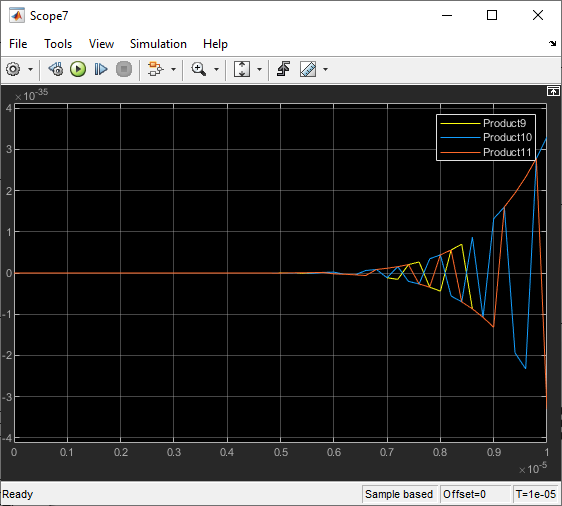 Scope7
File Tools View Simulation Help
×10-35
4
3
2
1
0
-1
-2
-3
-4
Product9
Product10
Product11
0 0.1 0.2 0.3 0.4 0.5 0.6 0.7 0.8 0.9 1
×10-5
Ready Sample based Offset=0 T=1e-05